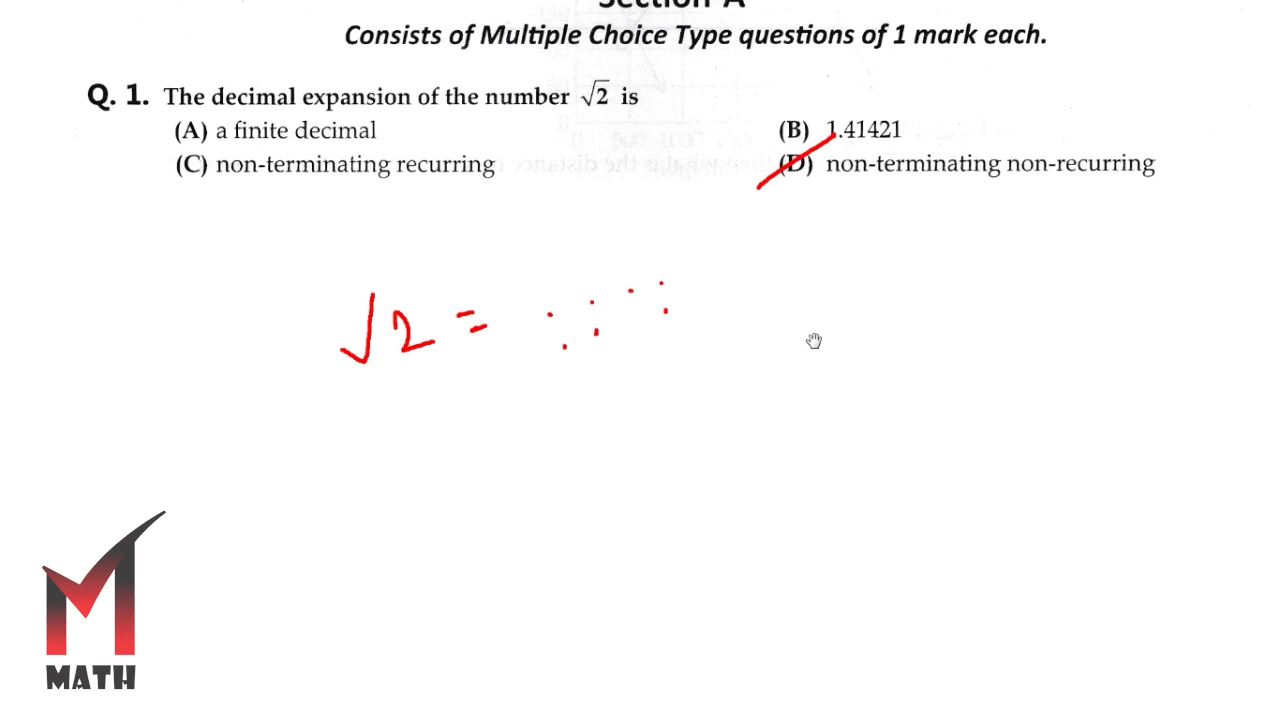 Section A
Consists of Multiple Choice Type questions of 1 mark each.
Q. 1. The decimal expansion of the number √2 is
(A) a finite decimal
(B) 1.41421
(C) non-terminating recurring
(D) non-terminating non-recurring
√2 =
MATH